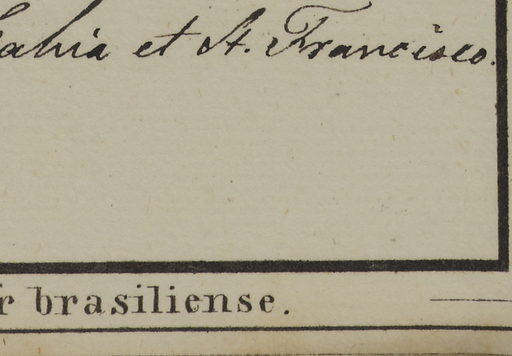 ahia et St. Francisco.
r brasiliense.